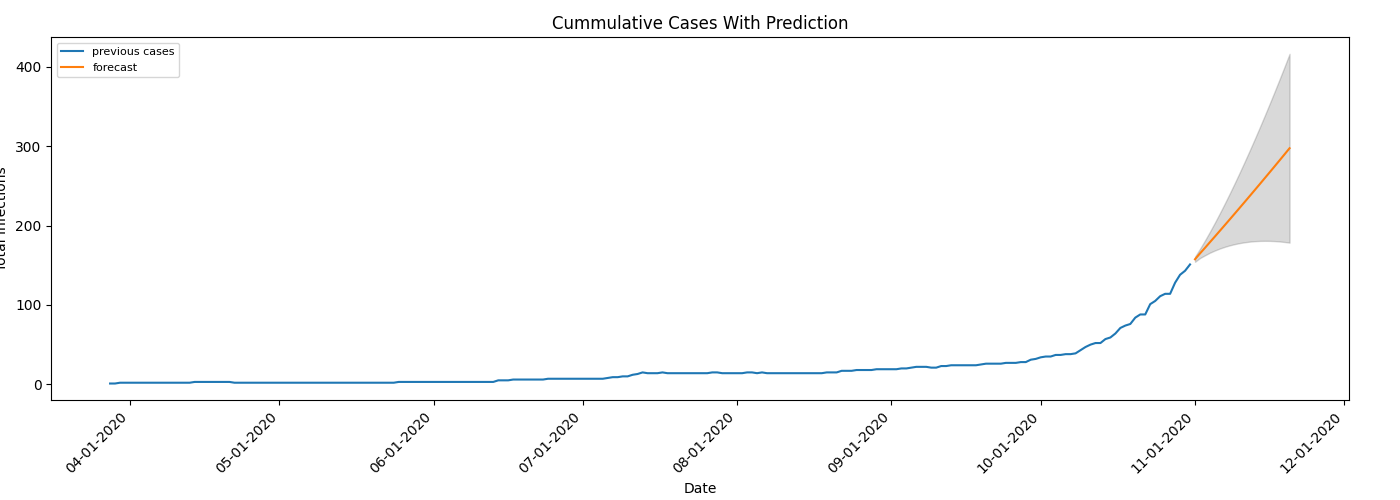 Cummulative Cases With Prediction
previous cases
forecast
400
300
200
100
0
Total Infections
04-01-2020
05-01-2020
06-01-2020
07-01-2020
08-01-2020
09-01-2020
10-01-2020
11-01-2020
12-01-2020
Date